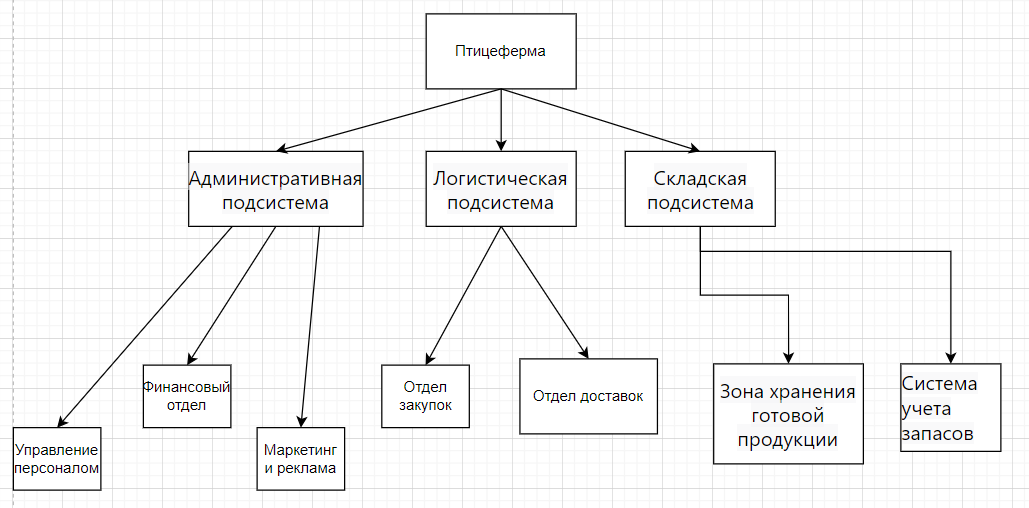 Птицеферма
Административная
подсистема
Логистическая
подсистема
Складская
подсистема
Управление
персоналом
Финансовый
отдел
Маркетинг
и реклама
Отдел
закупок
Отдел доставок
Зона хранения
готовой
продукции
Система
учета
запасов